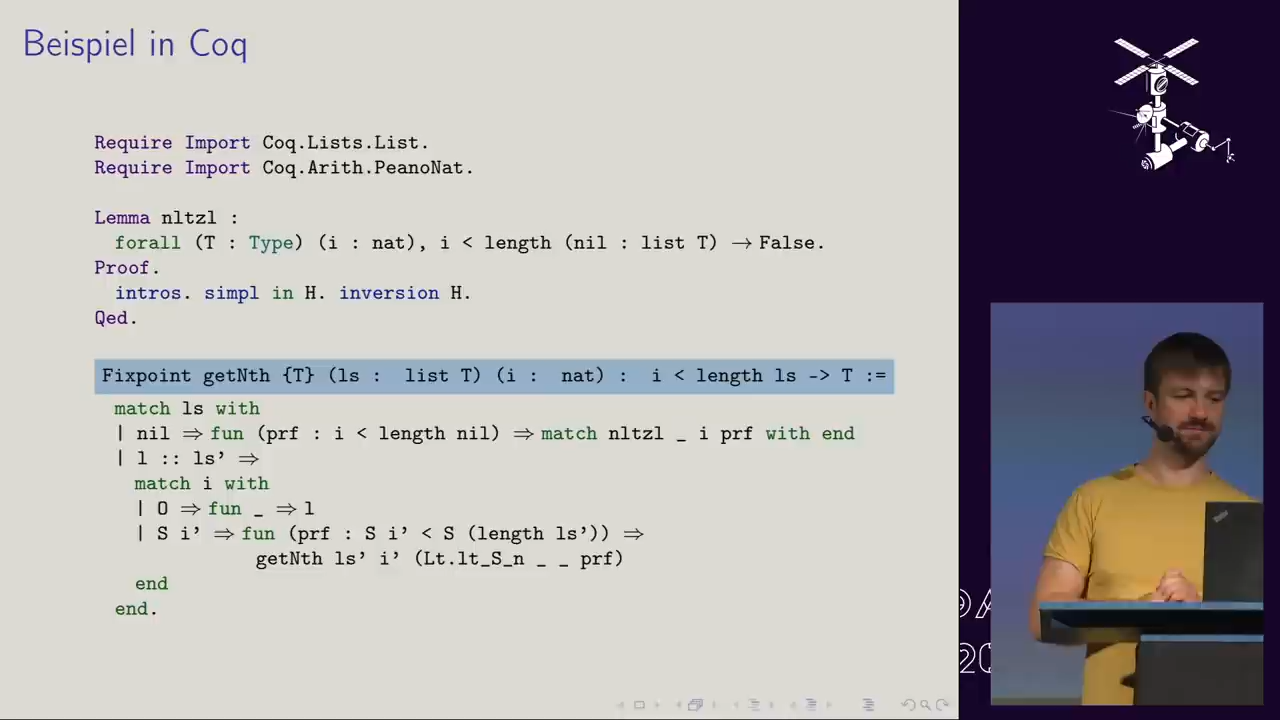 Beispiel in Coq
Require Import Coq.Lists.List.
Require Import Coq.Arith.PeanoNat.
Lemma nltzl :
forall (T : Type) (i : nat), i < length (nil : list T) → False.
Proof.
intros. simpl in H. inversion H.
Qed.
Fixpoint getNth {T} (ls : list T) (i : nat) : i < length ls -> T :=
match ls with
| nil ⇒ fun (prf : i < length nil) ⇒ match nltzl _ i prf with end
| l :: ls' ⇒
match i with
| O ⇒ fun _ ⇒ l
| S i' ⇒ fun (prf : S i' < S (length ls')) ⇒
getNth ls' i' (Lt.lt_S_n _ _ prf)
end
end.